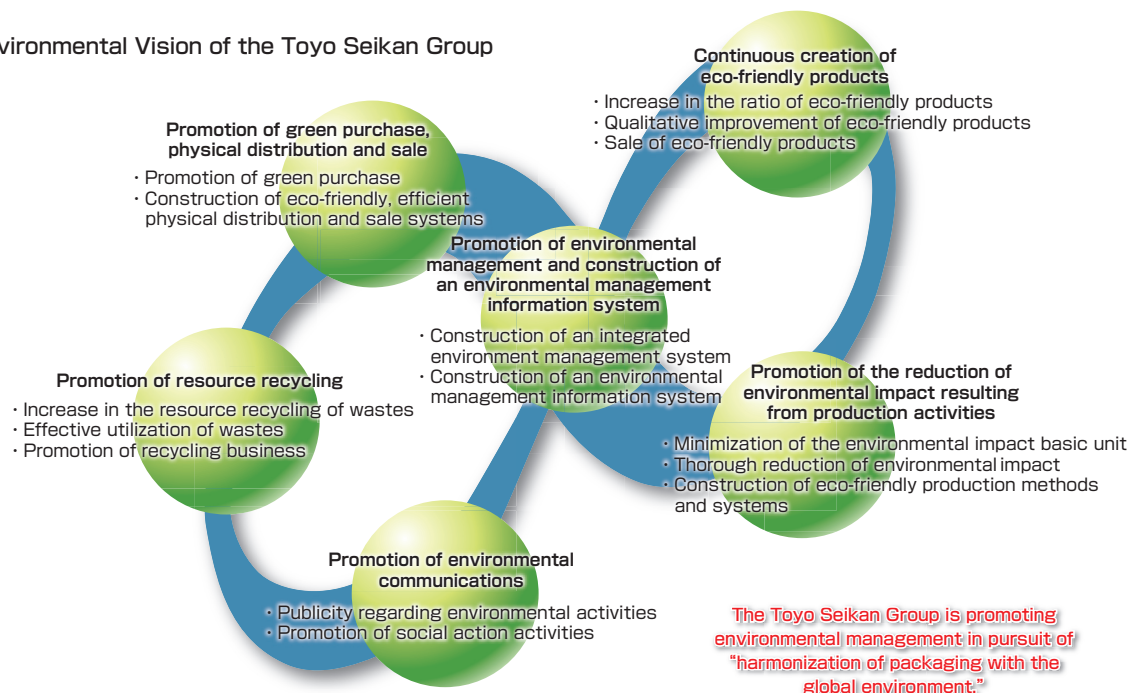 vironmental Vision of the Toyo Seikan Group
Continuous creation of
eco-friendly products
· Increase in the ratio of eco-friendly products
· Qualitative improvement of eco-friendly products
· Sale of eco-friendly products
Promotion of green purchase,
physical distribution and sale
· Promotion of green purchase
· Construction of eco-friendly, efficient
physical distribution and sale systems
Promotion of environmental
management and construction of
an environmental management
information system
· Construction of an integrated
environment management system
· Construction of an environmental
management information system
Promotion of resource recycling
· Increase in the resource recycling of wastes
· Effective utilization of wastes
· Promotion of recycling business
Promotion of the reduction of
environmental impact resulting
from production activities
· Minimization of the environmental impact basic unit
· Thorough reduction of environmental impact
· Construction of eco-friendly production methods
and systems
Promotion of environmental
communications
· Publicity regarding environmental activities
· Promotion of social action activities
The Toyo Seikan Group is promoting
environmental management in pursuit of
“harmonization of packaging with the
global environment.”